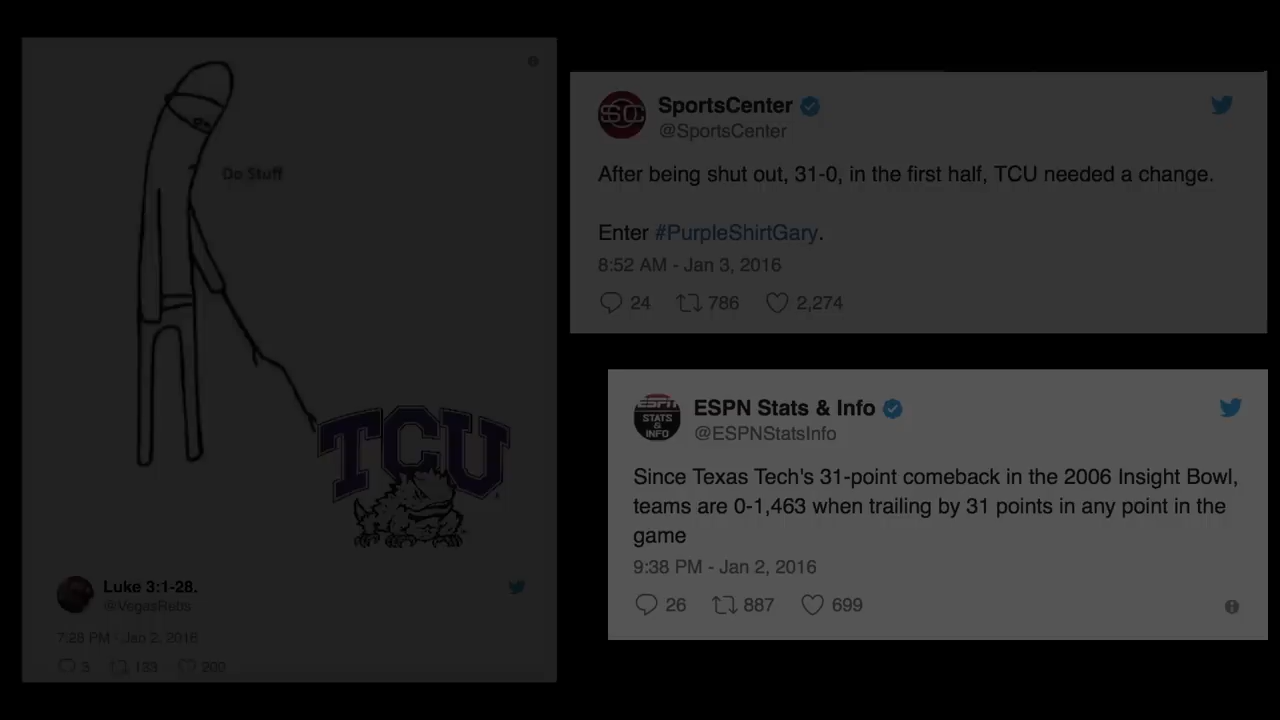 Do Stuff
TCU
Luke 3:1-28.
@VegasRefts
7:28 PM - Jan 2, 2016
3 133 200
SC
SportsCenter
@SportsCenter
After being shut out, 31-0, in the first half, TCU needed a change.
Enter #PurpleShirtGary.
8:52 AM - Jan 3, 2016
24 786 2,274
ESPN
STATS
&
INFO
ESPN Stats & Info
@ESPNStatsInfo
Since Texas Tech's 31-point comeback in the 2006 Insight Bowl,
teams are 0-1,463 when trailing by 31 points in any point in the
game
9:38 PM - Jan 2, 2016
26 887 699